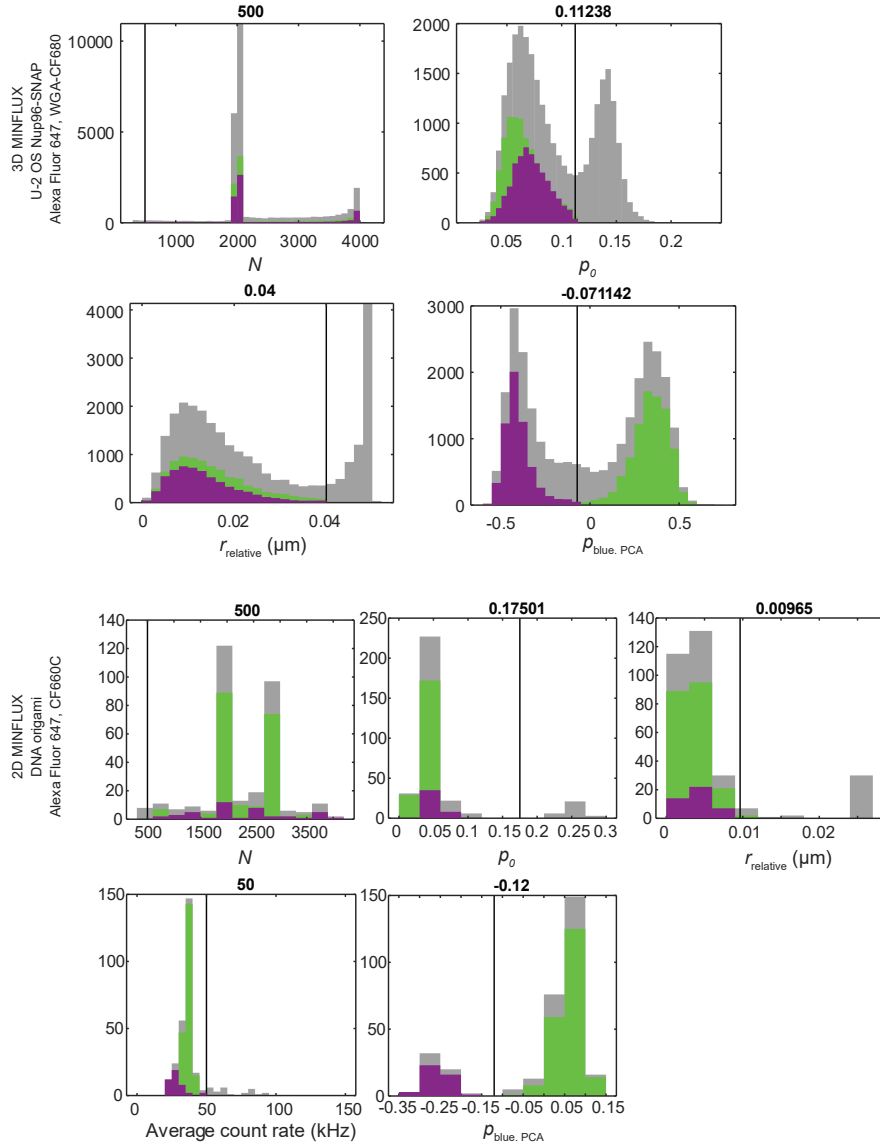 3D MINFLUX
U-2 OS Nup96-SNAP
Alexa Fluor 647, WGA-CF680
500
10000
5000
0
1000 2000 3000 4000
N
0.11238
2000
1500
1000
500
0
0.05 0.1 0.15 0.2
p0
0.04
4000
3000
2000
1000
0
0 0.02 0.04
rrelative (µm)
-0.071142
3000
2000
1000
0
-0.5 0 0.5
pblue. PCA
2D MINFLUX
DNA origami
Alexa Fluor 647, CF660C
500
140
120
100
80
60
40
20
0
500 1500 2500 3500
N
0.17501
250
200
150
100
50
0
0 0.05 0.1 0.15 0.2 0.25 0.3
p0
0.00965
140
120
100
80
60
40
20
0
0 0.01 0.02
rrelative (µm)
50
150
100
50
0
0 50 100 150
Average count rate (kHz)
-0.12
150
100
50
0
-0.35 -0.25 -0.15 -0.05 0.05 0.15
pblue. PCA